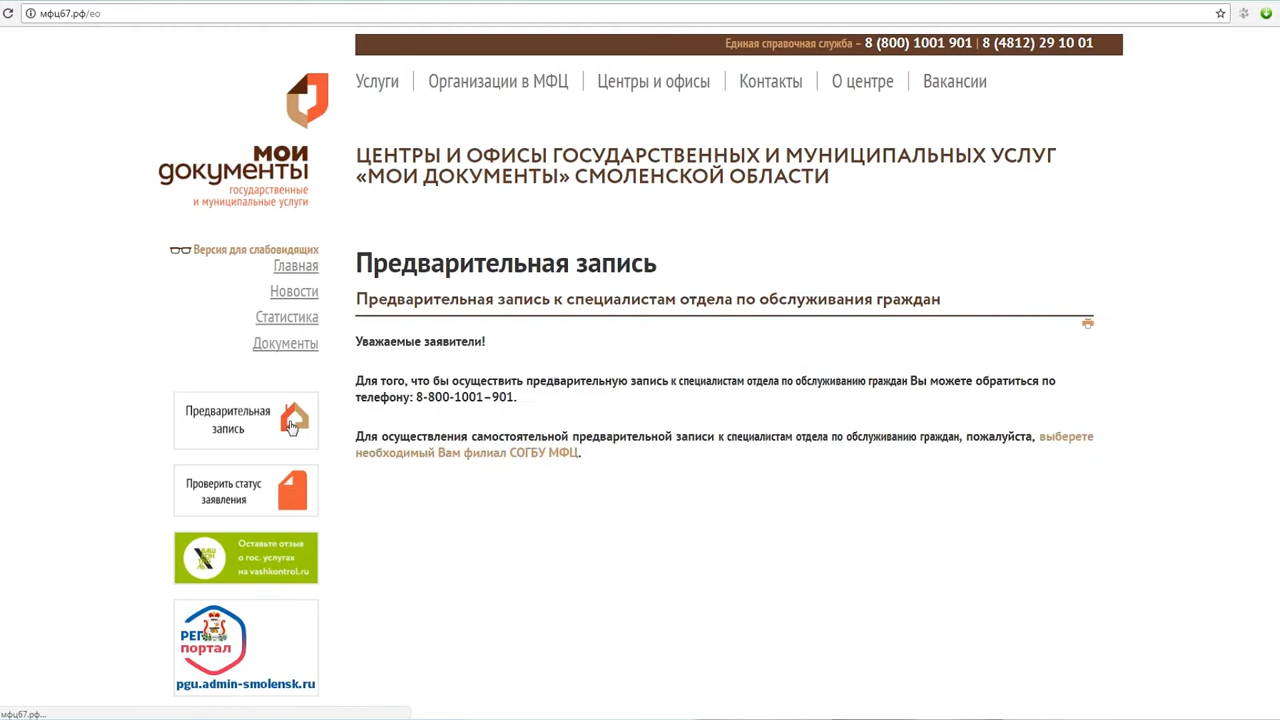 мфц67.рф/ео
Единая справочная служба – 8 (800) 1001 901 | 8 (4812) 29 10 01
Услуги | Организации в МФЦ | Центры и офисы | Контакты | О центре | Вакансии
мои
документы
государственные
и муниципальные услуги
ЦЕНТРЫ И ОФИСЫ ГОСУДАРСТВЕННЫХ И МУНИЦИПАЛЬНЫХ УСЛУГ
«МОИ ДОКУМЕНТЫ» СМОЛЕНСКОЙ ОБЛАСТИ
Версия для слабовидящих
Главная
Новости
Статистика
Документы
Предварительная
запись
Проверить статус
заявления
ВАШ
Оставьте отзыв
о гос. услугах
на vashkontrol.ru
РЕГ
портал
pgu.admin-smolensk.ru
Предварительная запись
Предварительная запись к специалистам отдела по обслуживания граждан
Уважаемые заявители!
Для того, что бы осуществить предварительную запись к специалистам отдела по обслуживанию граждан Вы можете обратиться по
телефону: 8-800-1001–901.
Для осуществления самостоятельной предварительной записи к специалистам отдела по обслуживанию граждан, пожалуйста, выберете
необходимый Вам филиал СОГБУ МФЦ.
мфц67.рф...